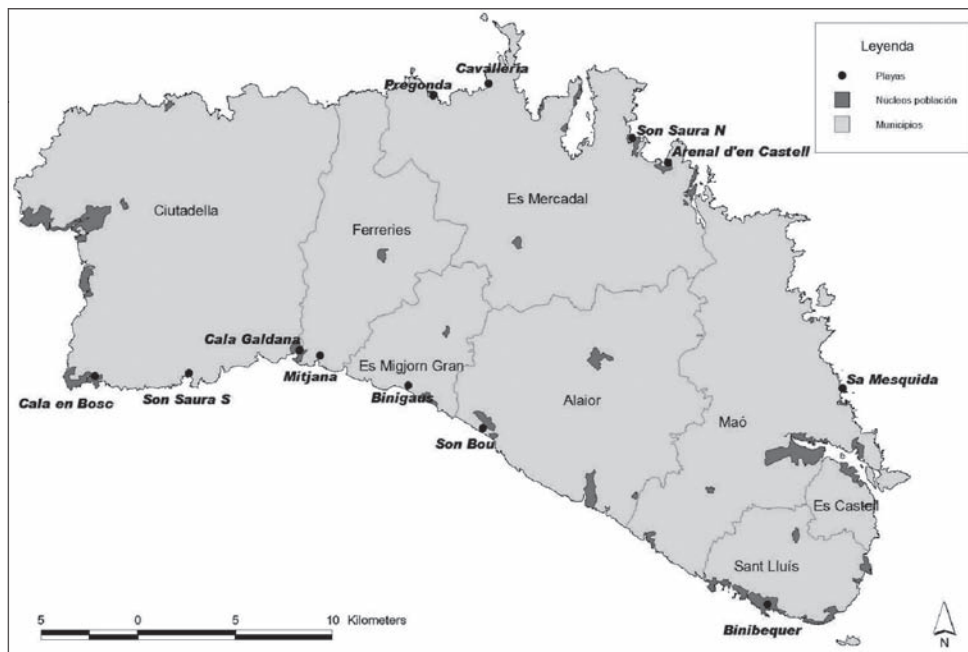 Leyenda
Playas
Núcleos población
Municipios
Cavalleria
Pregonda
Son Saura N
Arenal d'en Castell
Es Mercadal
Ciutadella
Ferreries
Cala Galdana
Mitjana
Es Migjorn Gran
Sa Mesquida
Cala en Bosc
Son Saura S
Binigaus
Alaior
Maó
Son Bou
Es Castell
Sant Lluís
Binibequer
5 0 5 10 Kilometers
N